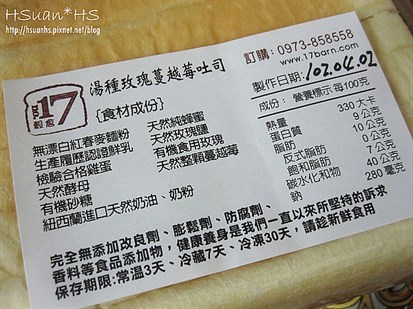 HSuan*HS
http://hsuanhs.pixnet.net/blog
17
穀倉
湯種玫瑰蔓越莓吐司
[食材成份]
無漂白紅春麥麵粉
生產履歷認證鮮乳
檢驗合格雞蛋
天然酵母
有機砂糖
紐西蘭進口天然奶油、奶粉
天然純蜂蜜
天然玫瑰鹽
有機食用玫瑰
天然整顆蔓越莓
訂購：0973-858558
www.17barn.com
製作日期:102.04.02
成份： 營養標示 每100克
熱量 330 大卡
蛋白質 9 公克
脂肪 10 公克
反式脂肪 0 公克
飽和脂肪 7 公克
碳水化和物 40 公克
鈉 280 毫克
完全無添加改良劑、膨鬆劑、防腐劑、
香料等食品添加物，健康養身是我們一直以來所堅持的訴求
保存期限:常溫3天、冷藏7天、冷凍30天，請趁新鮮食用